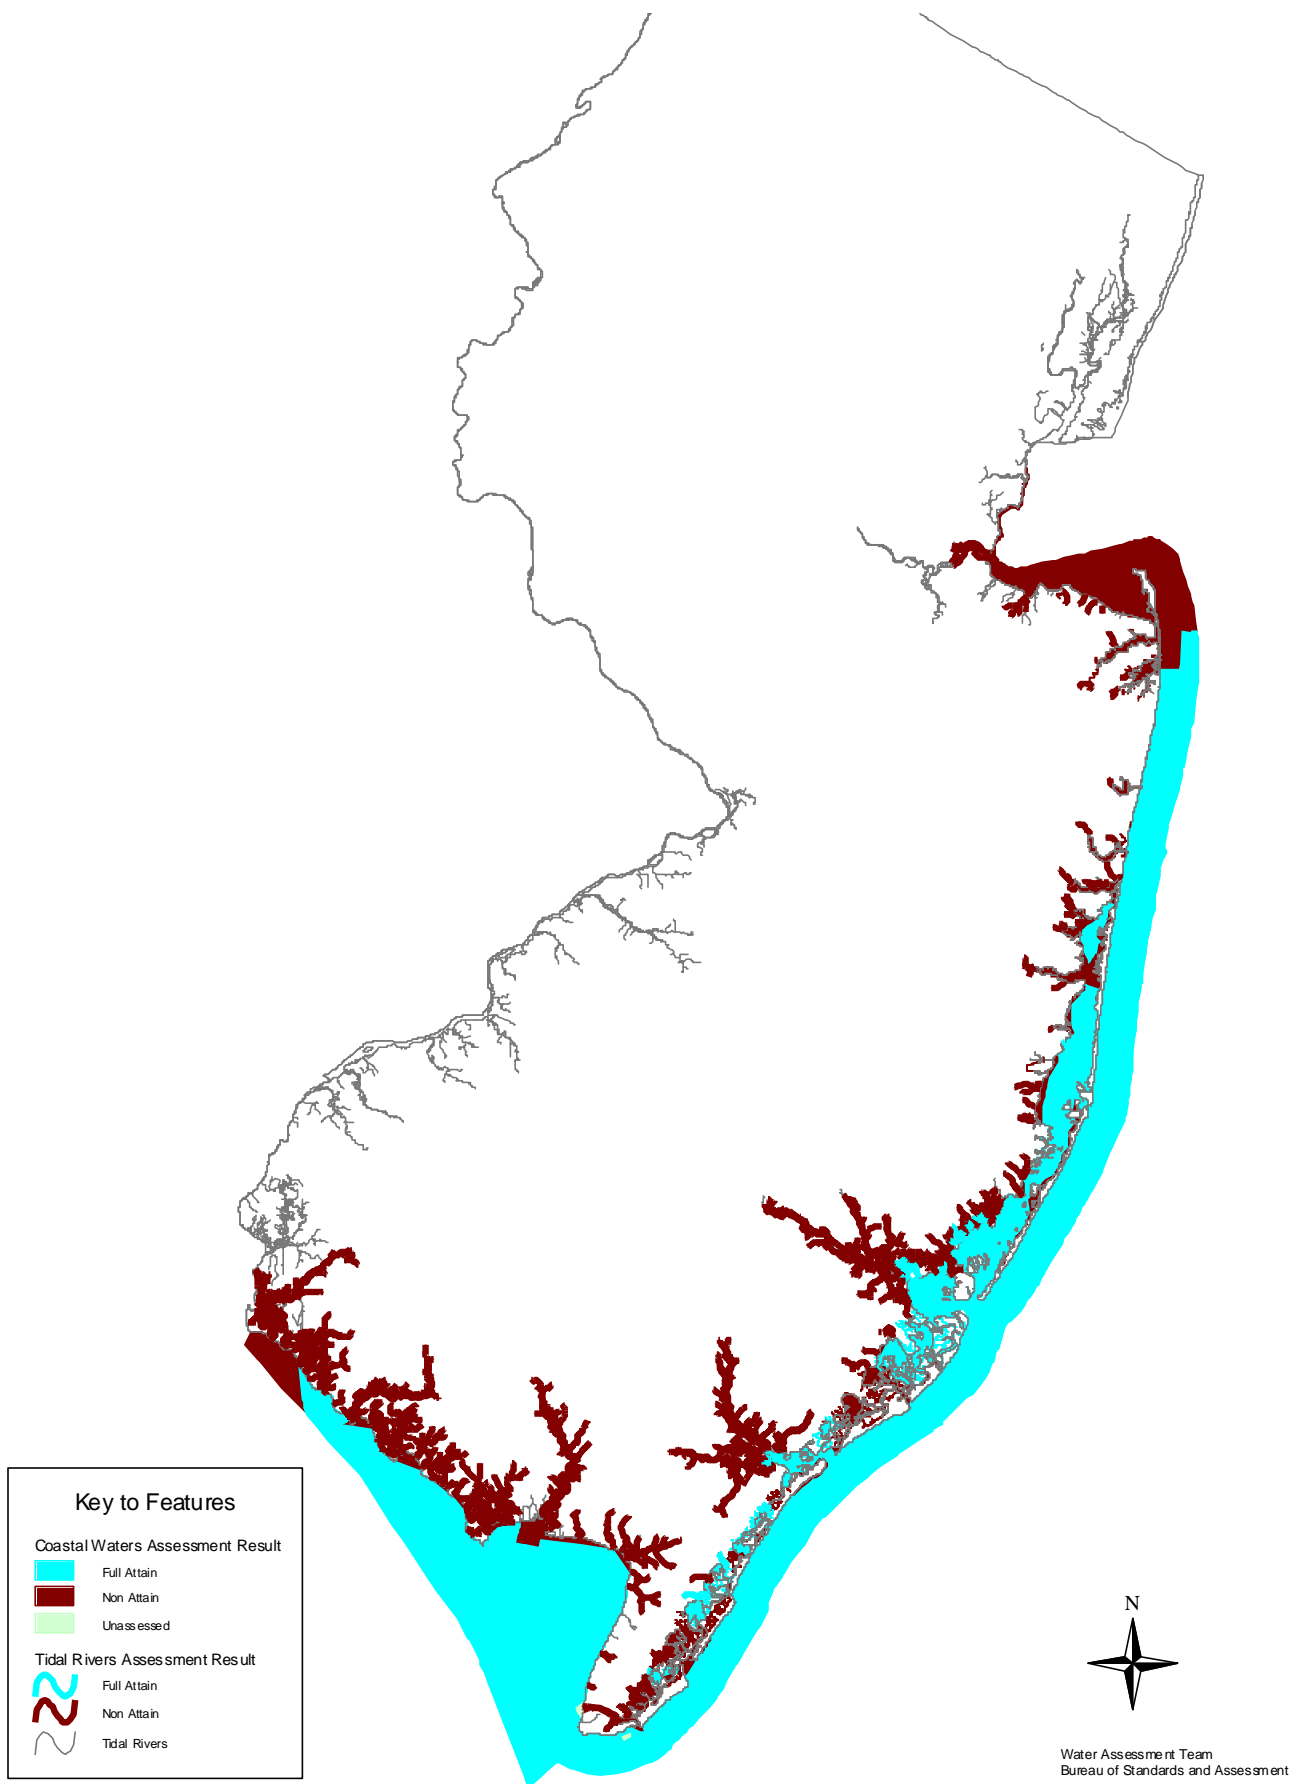 Key to Features
Coastal Waters Assessment Result
Full Attain
Non Attain
Unassessed
Tidal Rivers Assessment Result
Full Attain
Non Attain
Tidal Rivers
N
Water Assessment Team
Bureau of Standards and Assessment